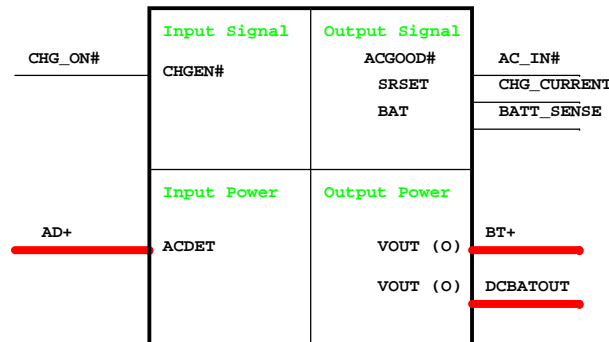 Input Signal Output Signal
CHG_ON# ACGOOD# AC_IN#
CHGEN# SRSET CHG_CURRENT
BAT BATT_SENSE
Input Power Output Power
AD+ BT+
ACDET VOUT (O)
VOUT (O) DCBATOUT